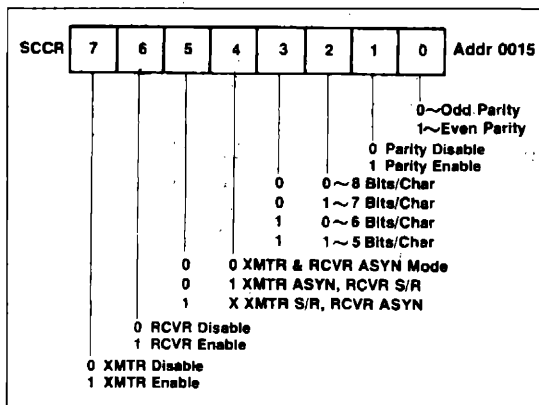 SCCR 7 6 5 4 3 2 1 0 Addr 0015
0~Odd Parity
1~Even Parity
0 Parity Disable
1 Parity Enable
0 0~8 Bits/Char
0 1~7 Bits/Char
1 0~6 Bits/Char
1 1~5 Bits/Char
0 0 XMTR & RCVR ASYN Mode
0 1 XMTR ASYN, RCVR S/R
1 X XMTR S/R, RCVR ASYN
0 RCVR Disable
1 RCVR Enable
0 XMTR Disable
1 XMTR Enable